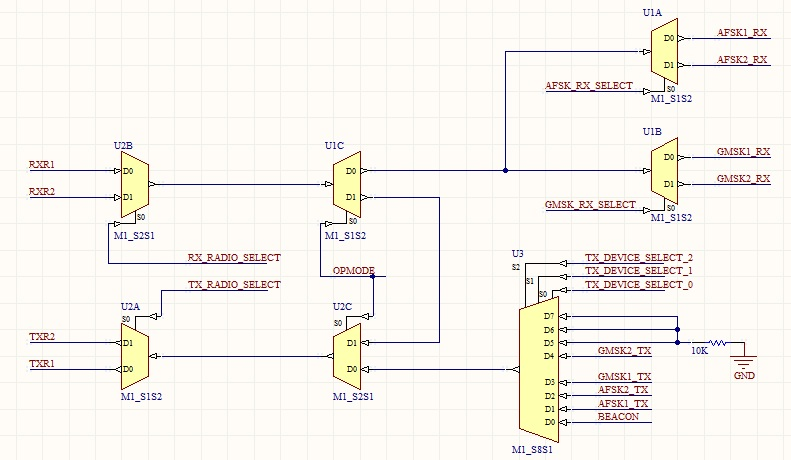 U1A
D0 AFSK1_RX
D1 AFSK2_RX
AFSK_RX_SELECT
S0
M1_S1S2
U2B
U1C
U1B
RXR1 D0
RXR2 D1
S0
M1_S2S1
D0
D1
S0
M1_S1S2
D0 GMSK1_RX
D1 GMSK2_RX
GMSK_RX_SELECT
S0
M1_S1S2
RX_RADIO_SELECT
OPMODE
TX_RADIO_SELECT
U3
S2 TX_DEVICE_SELECT_2
S1 TX_DEVICE_SELECT_1
S0 TX_DEVICE_SELECT_0
U2A
S0
TXR2 D1
TXR1 D0
M1_S1S2
U2C
S0
D1
D0
M1_S2S1
D7
D6
D5
10K
GND
D4 GMSK2_TX
D3 GMSK1_TX
D2 AFSK2_TX
D1 AFSK1_TX
D0 BEACON
M1_S8S1